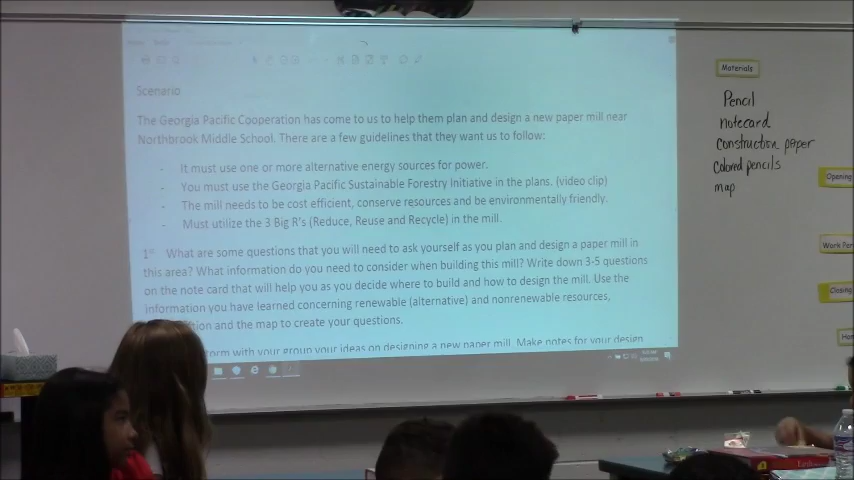 Scenario
The Georgia Pacific Cooperation has come to us to help them plan and design a new paper mill near
Northbrook Middle School. There are a few guidelines that they want us to follow:
- It must use one or more alternative energy sources for power.
- You must use the Georgia Pacific Sustainable Forestry Initiative in the plans. (video clip)
- The mill needs to be cost efficient, conserve resources and be environmentally friendly.
- Must utilize the 3 Big R's (Reduce, Reuse and Recycle) in the mill.
1st What are some questions that you will need to ask yourself as you plan and design a paper mill in
this area? What information do you need to consider when building this mill? Write down 3-5 questions
on the note card that will help you as you decide where to build and how to design the mill. Use the
information you have learned concerning renewable (alternative) and nonrenewable resources,
and the map to create your questions.
with your group your ideas on designing a new paper mill. Make notes for your design
Materials
Pencil
notecard
construction paper
Colored pencils
map
Opening
Work
Closing